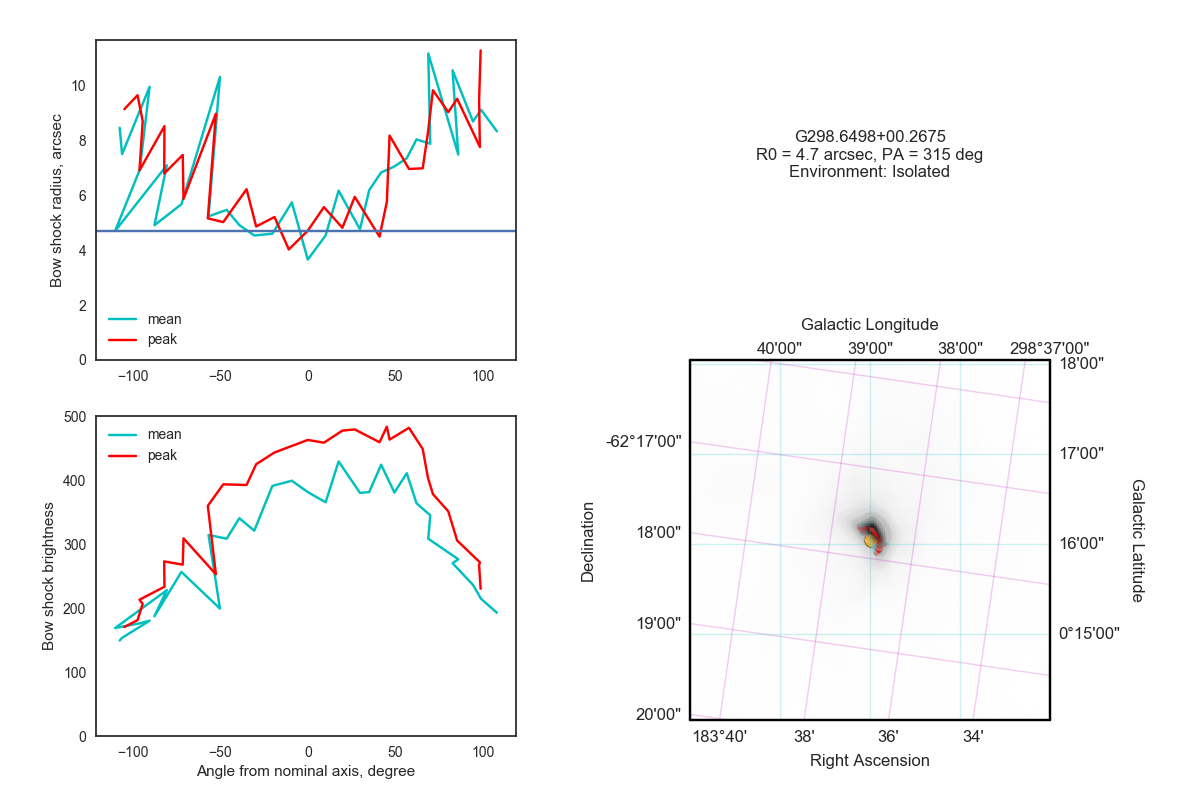 10
8
6
4
2
0
Bow shock radius, arcsec
mean
peak
−100
−50
0
50
100
500
400
300
200
100
0
Bow shock brightness
mean
peak
−100
−50
0
50
100
Angle from nominal axis, degree
G298.6498+00.2675
R0 = 4.7 arcsec, PA = 315 deg
Environment: Isolated
Galactic Longitude
40'00" 39'00" 38'00" 298°37'00"
18'00"
17'00"
16'00"
0°15'00"
Galactic Latitude
-62°17'00"
18'00"
19'00"
20'00"
Declination
183°40' 38' 36' 34'
Right Ascension